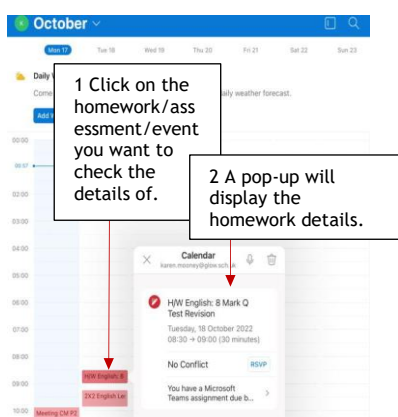 October
Mon 17 Tue 18 Wed 19 Thu 20 Fri 21 Sat 22 Sun 23
Daily
Come
aily weather forecast.
Add
1 Click on the
homework/ass
essment/event
you want to
check the
details of.
2 A pop-up will
display the
homework details.
00:00
02:00
03:00
04:00
05:00
06:00
07:00
08:00
09:00
10:00
Calendar
karen.mooney@glow.sch.
H/W English: 8 Mark Q
Test Revision
Tuesday, 18 October 2022
08:30 → 09:00 (30 minutes)
No Conflict RSVP
You have a Microsoft
Teams assignment due b...
H/W English: 8
2X2 English Les
Meeting CM P2